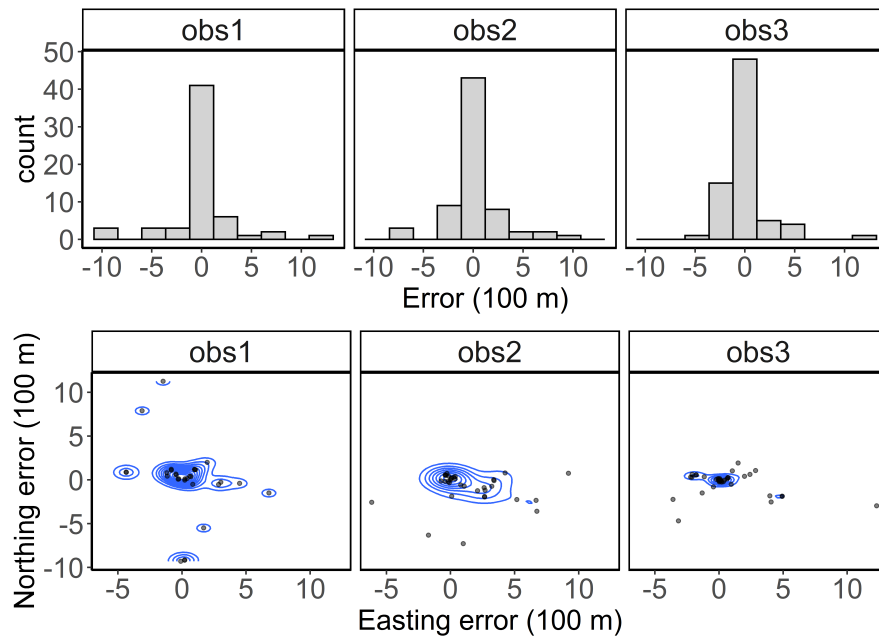 obs1 obs2 obs3
50
40
30
20
10
0
count
-10 -5 0 5 10 -10 -5 0 5 10 -10 -5 0 5 10
Error (100 m)
obs1 obs2 obs3
10
5
0
-5
-10
Northing error (100 m)
-5 0 5 10 -5 0 5 10 -5 0 5 10
Easting error (100 m)